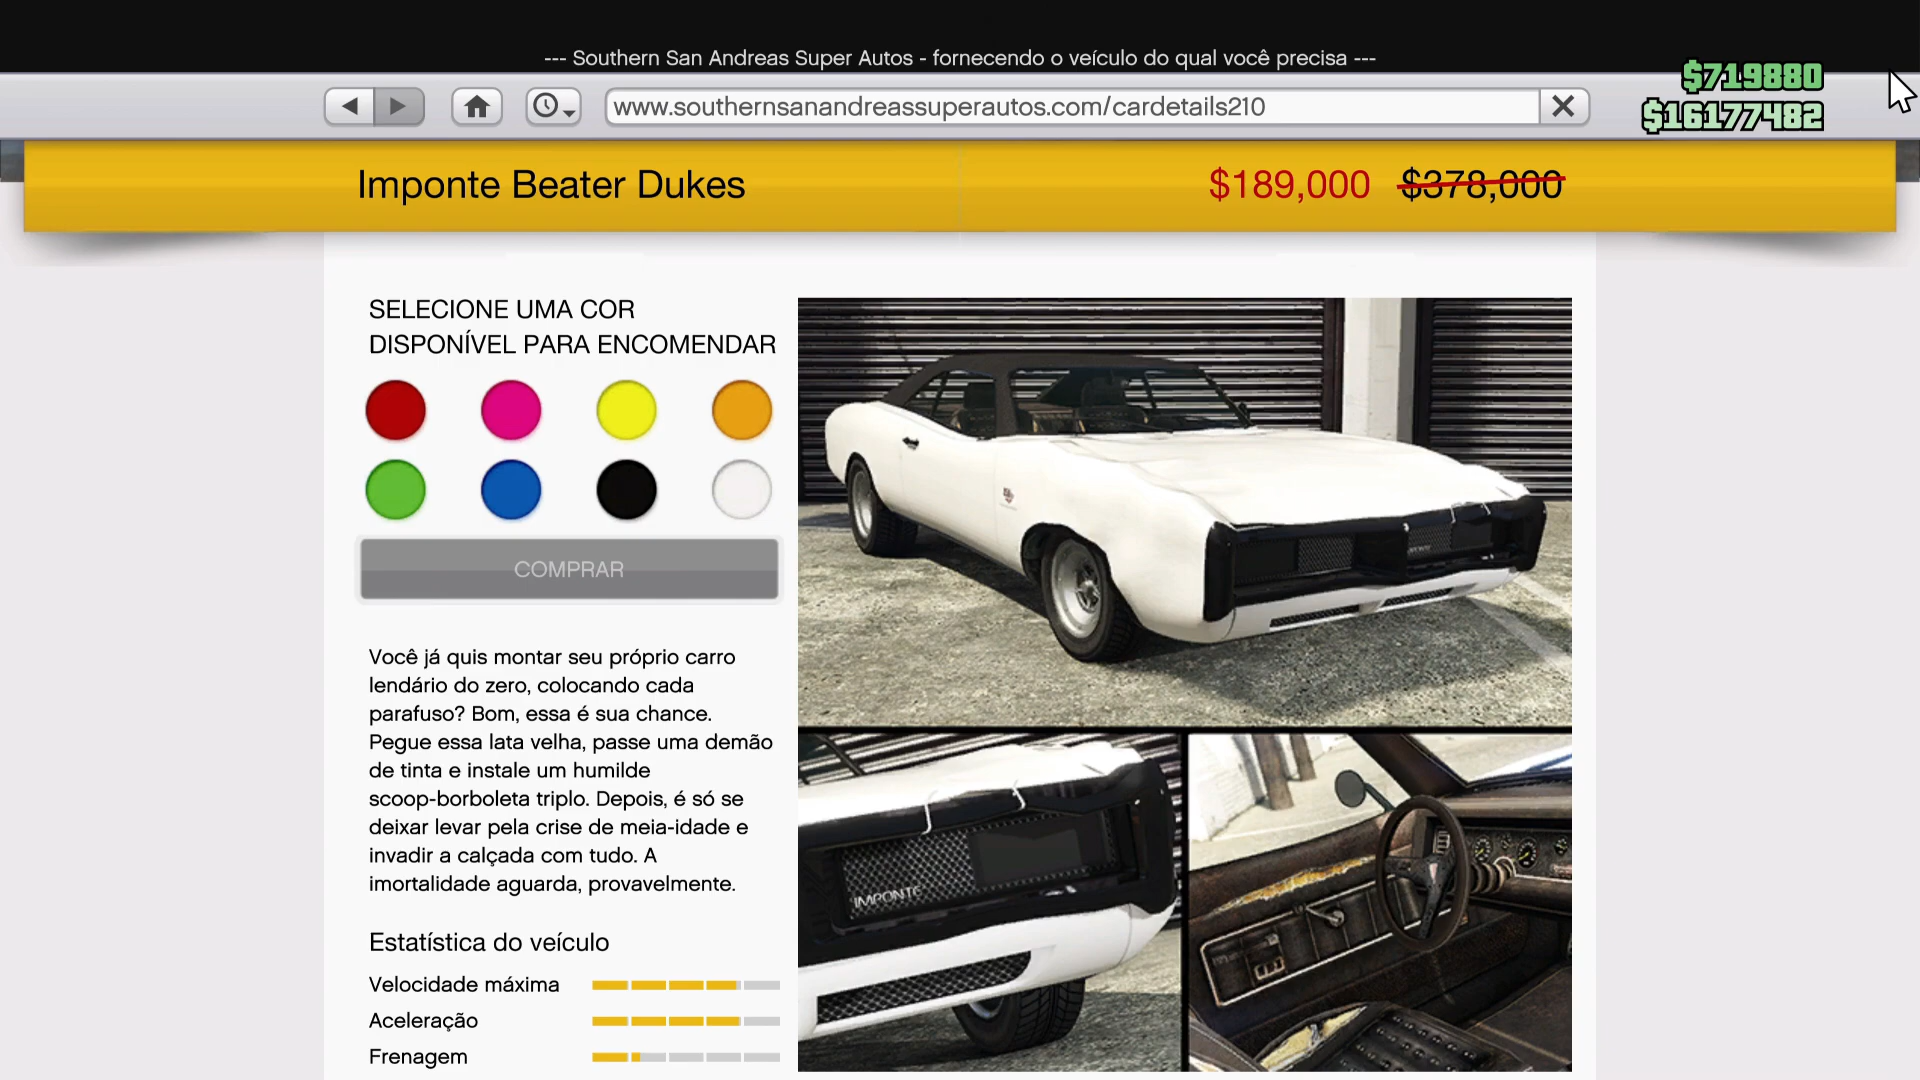 --- Southern San Andreas Super Autos - fornecendo o veículo do qual você precisa ---
$719880
www.southernsanandreassuperautos.com/cardetails210
$16177482
Imponte Beater Dukes
$189,000 $378,000
SELECIONE UMA COR
DISPONÍVEL PARA ENCOMENDAR
COMPRAR
Você já quis montar seu próprio carro
lendário do zero, colocando cada
parafuso? Bom, essa é sua chance.
Pegue essa lata velha, passe uma demão
de tinta e instale um humilde
scoop-borboleta triplo. Depois, é só se
deixar levar pela crise de meia-idade e
invadir a calçada com tudo. A
imortalidade aguarda, provavelmente.
IMPONTE
Estatística do veículo
Velocidade máxima
Aceleração
Frenagem